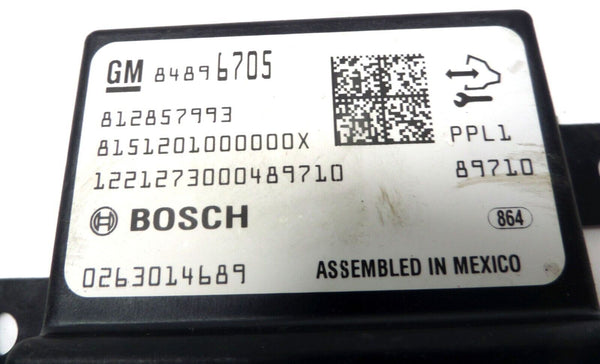 GM 84896705
812857993
8151201000000X
PPL1
1221273000489710
89710
BOSCH
864
0263014689
ASSEMBLED IN MEXICO